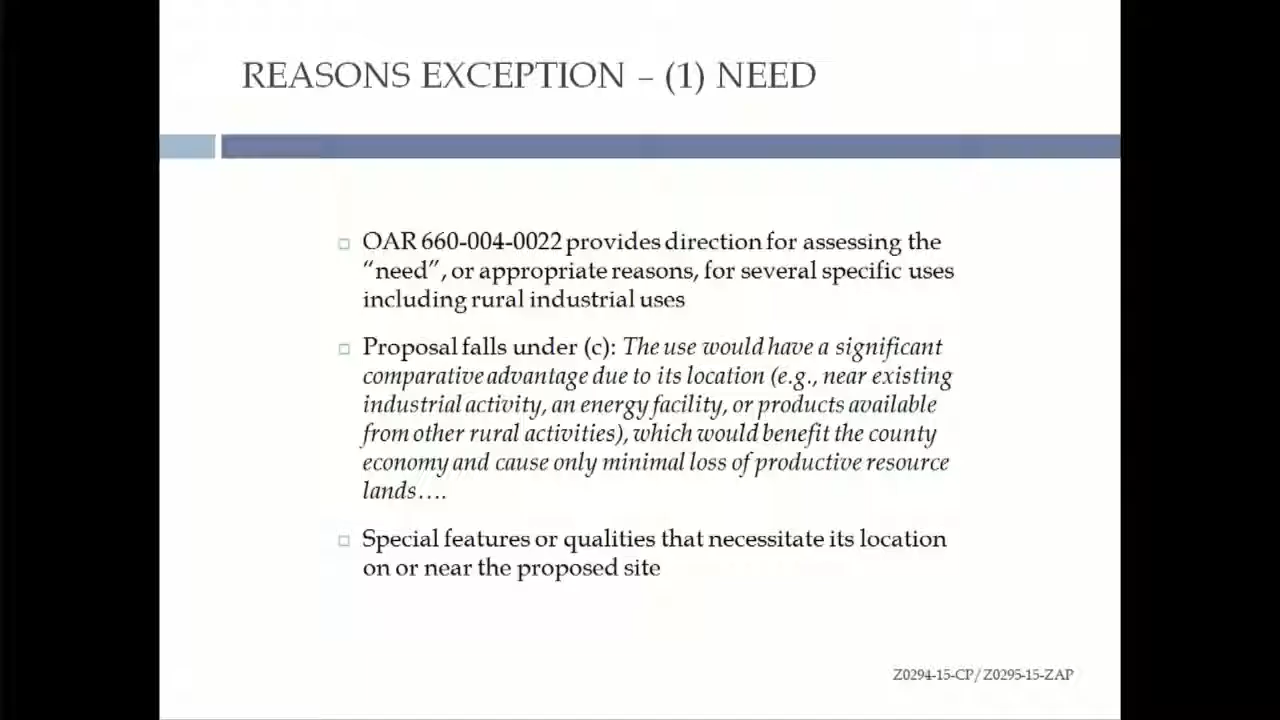 REASONS EXCEPTION – (1) NEED
OAR 660-004-0022 provides direction for assessing the
“need”, or appropriate reasons, for several specific uses
including rural industrial uses
Proposal falls under (c): The use would have a significant
comparative advantage due to its location (e.g., near existing
industrial activity, an energy facility, or products available
from other rural activities), which would benefit the county
economy and cause only minimal loss of productive resource
lands….
Special features or qualities that necessitate its location
on or near the proposed site
Z0294-15-CP/Z0295-15-ZAP